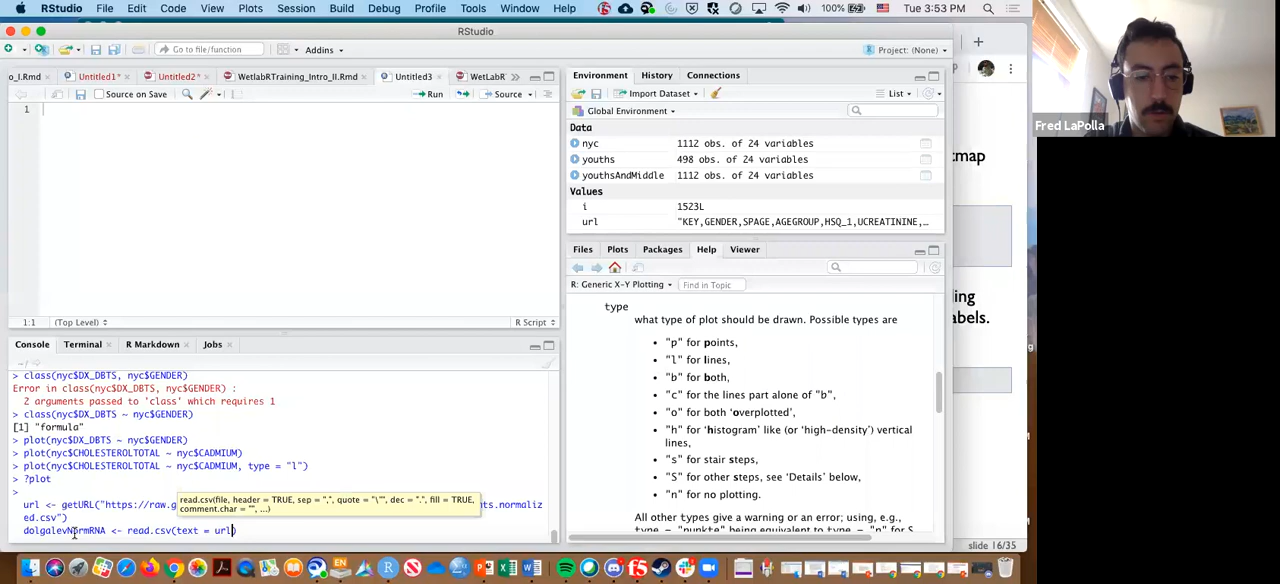 RStudio File Edit Code View Plots Session Build Debug Profile Tools Window Help 100% Tue 3:53 PM
RStudio
Go to file/function Addins Project: (None)
o_I.Rmd Untitled1* Untitled2* WetlabRTraining_Intro_II.Rmd Untitled3 WetLabR
Source on Save Run Source
1
1:1 (Top Level) R Script
Console Terminal R Markdown Jobs
~/
> class(nyc$DX_DBTS, nyc$GENDER)
Error in class(nyc$DX_DBTS, nyc$GENDER) :
2 arguments passed to 'class' which requires 1
> class(nyc$DX_DBTS ~ nyc$GENDER)
[1] "formula"
> plot(nyc$DX_DBTS ~ nyc$GENDER)
> plot(nyc$CHOLESTEROLTOTAL ~ nyc$CADMIUM)
> plot(nyc$CHOLESTEROLTOTAL ~ nyc$CADMIUM, type = "l")
> ?plot
>
read.csv(file, header = TRUE, sep = ",", quote = "\"", dec = ".", fill = TRUE,
comment.char = "", ...)
url <- getURL("https://raw.g nts.normaliz
ed.csv")
dolgalevNormRNA <- read.csv(text = url)
Environment History Connections
Import Dataset List
Global Environment
Data
nyc 1112 obs. of 24 variables
youths 498 obs. of 24 variables
youthsAndMiddle 1112 obs. of 24 variables
Values
i 1523L
url "KEY,GENDER,SPAGE,AGEGROUP,HSQ_1,UCREATININE,…
Files Plots Packages Help Viewer
R: Generic X-Y Plotting Find in Topic
type
what type of plot should be drawn. Possible types are
• "p" for points,
• "l" for lines,
• "b" for both,
• "c" for the lines part alone of "b",
• "o" for both ‘overplotted’,
• "h" for ‘histogram’ like (or ‘high-density’) vertical
lines,
• "s" for stair steps,
• "S" for other steps, see ‘Details’ below,
• "n" for no plotting.
All other types give a warning or an error; using, e.g.,
Fred LaPolla
tmap
ling
abels.
slide 16/35